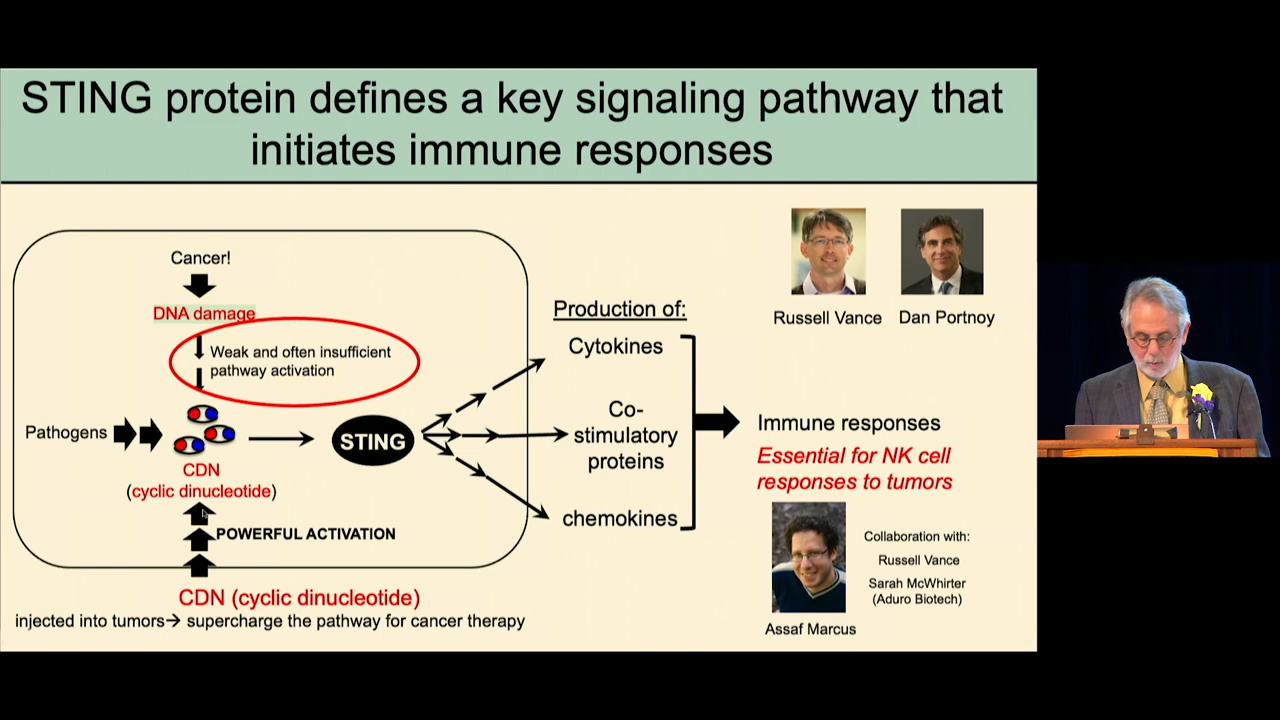 STING protein defines a key signaling pathway that
initiates immune responses
Cancer!
DNA damage
Weak and often insufficient
pathway activation
Pathogens
CDN
(cyclic dinucleotide)
STING
POWERFUL ACTIVATION
CDN (cyclic dinucleotide)
injected into tumors→ supercharge the pathway for cancer therapy
Production of:
Cytokines
Co-
stimulatory
proteins
chemokines
Russell Vance
Dan Portnoy
Immune responses
Essential for NK cell
responses to tumors
Assaf Marcus
Collaboration with:
Russell Vance
Sarah McWhirter
(Aduro Biotech)